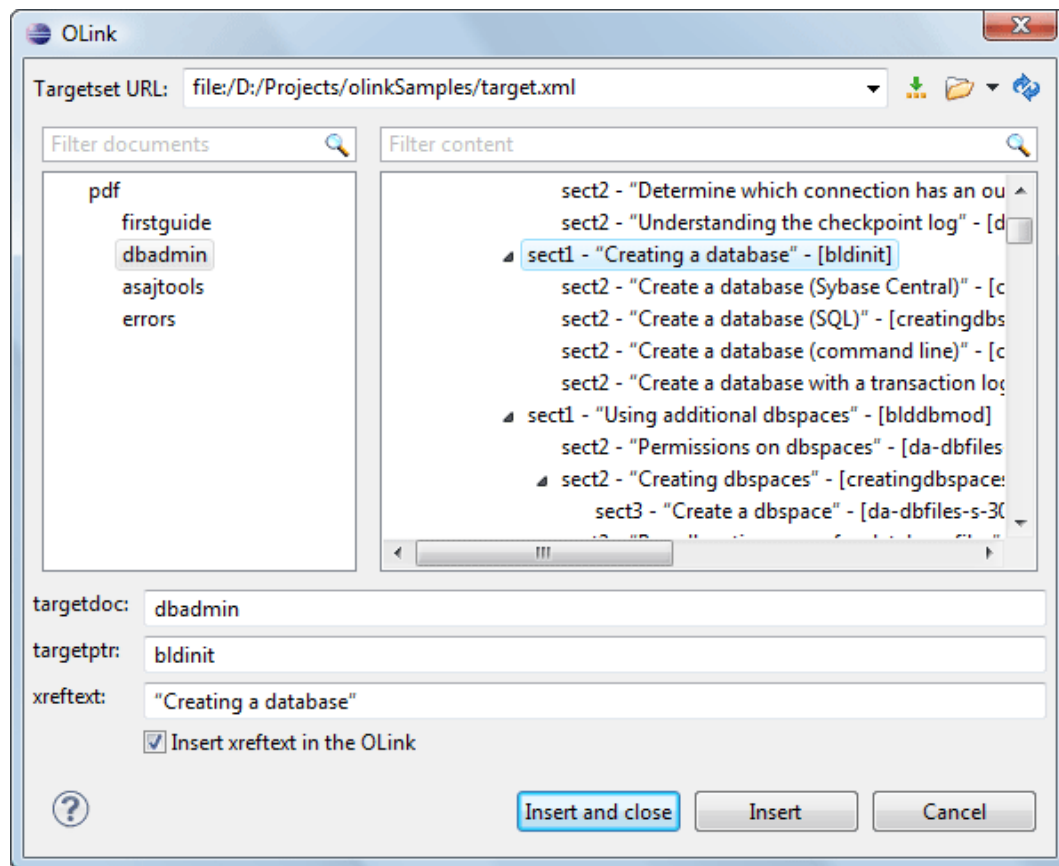 OLink
Targetset URL: file:/D:/Projects/olinkSamples/target.xml
Filter documents
Filter content
pdf
firstguide
dbadmin
asajtools
errors
sect2 - "Determine which connection has an ou
sect2 - "Understanding the checkpoint log" - [d
sect1 - "Creating a database" - [bldinit]
sect2 - "Create a database (Sybase Central)" - [c
sect2 - "Create a database (SQL)" - [creatingdbs
sect2 - "Create a database (command line)" - [c
sect2 - "Create a database with a transaction log
sect1 - "Using additional dbspaces" - [blddbmod]
sect2 - "Permissions on dbspaces" - [da-dbfiles
sect2 - "Creating dbspaces" - [creatingdbspaces
sect3 - "Create a dbspace" - [da-dbfiles-s-30
targetdoc: dbadmin
targetptr: bldinit
xreftext: "Creating a database"
Insert xreftext in the OLink
? Insert and close Insert Cancel